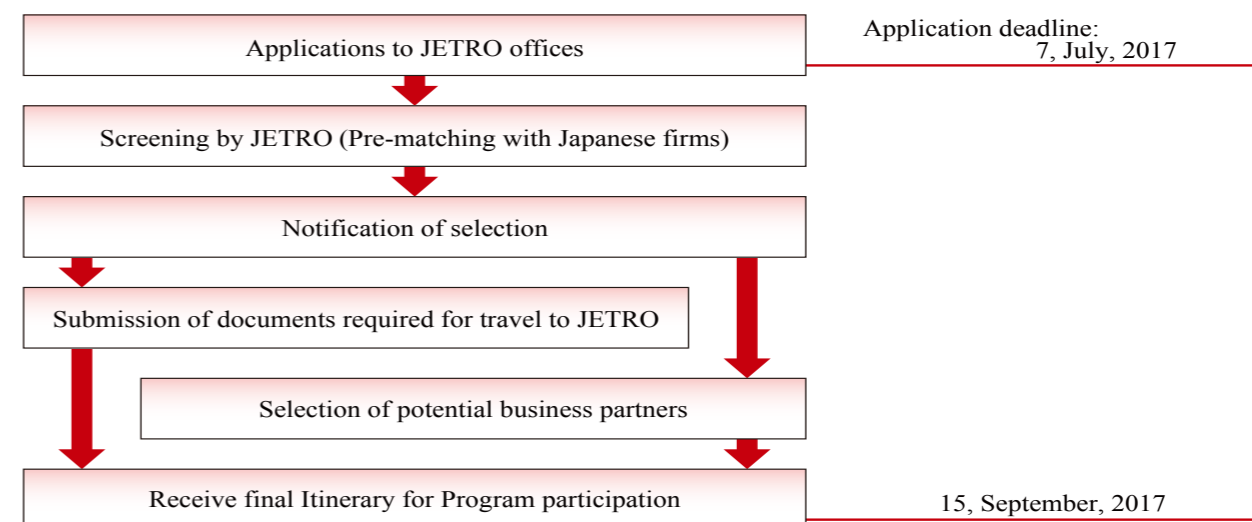 Applications to JETRO offices
Application deadline:
7, July, 2017
Screening by JETRO (Pre-matching with Japanese firms)
Notification of selection
Submission of documents required for travel to JETRO
Selection of potential business partners
Receive final Itinerary for Program participation
15, September, 2017